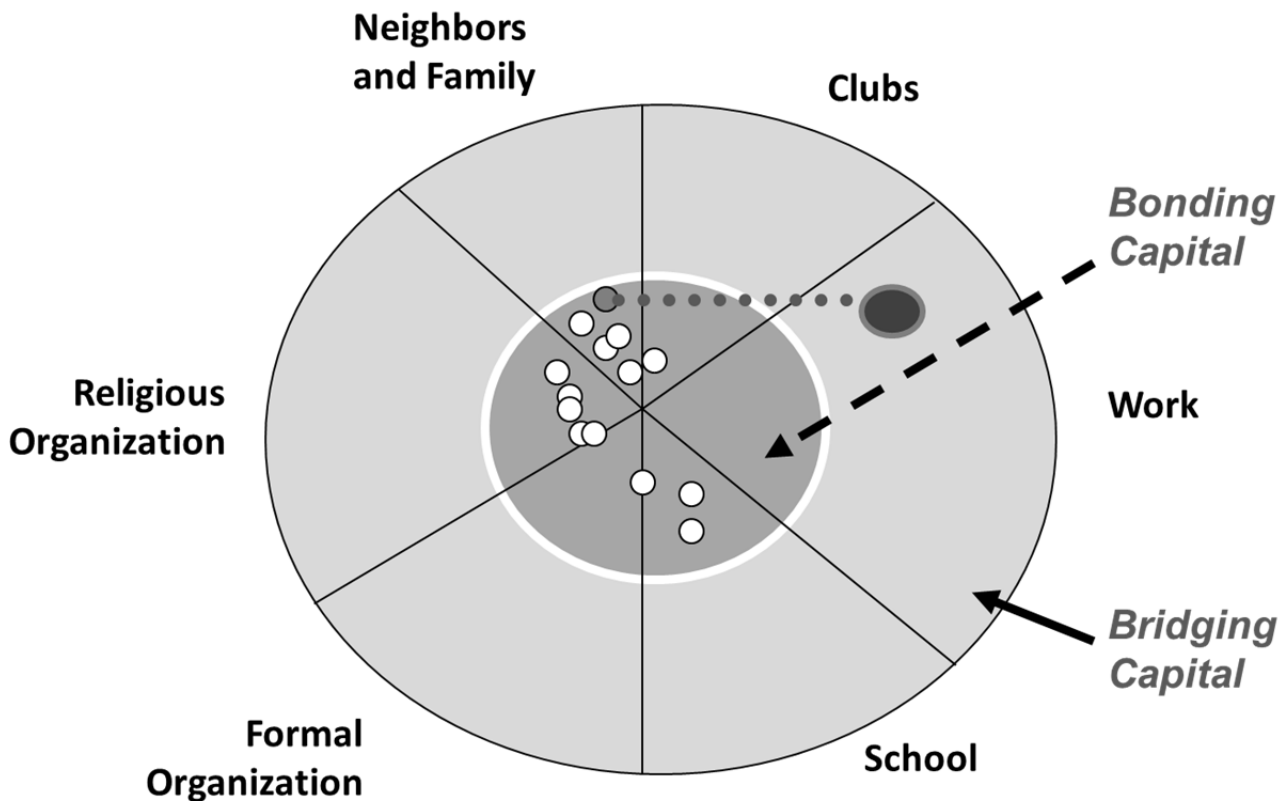 Neighbors
and Family
Clubs
Bonding
Capital
Religious
Organization
Work
Bridging
Capital
Formal
Organization
School